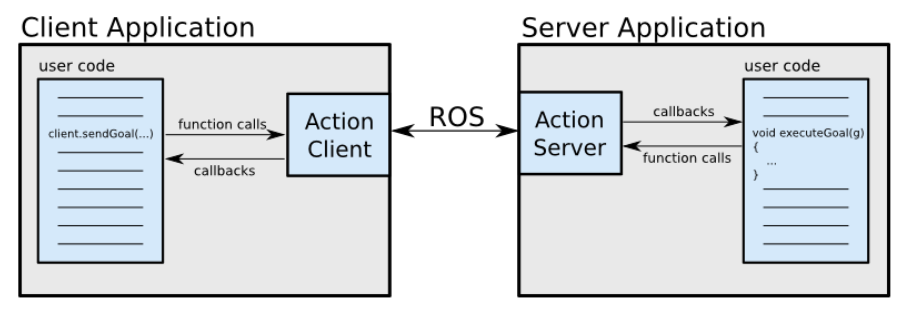 Client Application
user code
client.sendGoal(...)
function calls
callbacks
Action
Client
ROS
Server Application
Action
Server
callbacks
function calls
user code
void executeGoal(g)
{
...
}